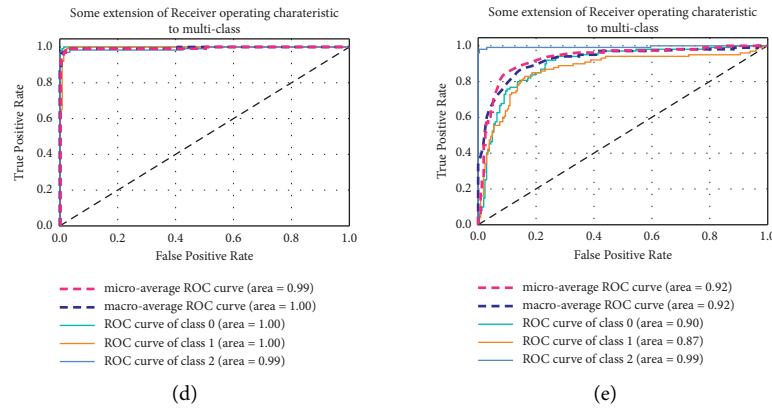 Some extension of Receiver operating charateristic
to multi-class
1.0
0.8
0.6
0.4
0.2
0.0
True Positive Rate
0.0 0.2 0.4 0.6 0.8 1.0
False Positive Rate
micro-average ROC curve (area = 0.99)
macro-average ROC curve (area = 1.00)
ROC curve of class 0 (area = 1.00)
ROC curve of class 1 (area = 1.00)
ROC curve of class 2 (area = 0.99)
(d)
Some extension of Receiver operating charateristic
to multi-class
1.0
0.8
0.6
0.4
0.2
0.0
True Positive Rate
0.0 0.2 0.4 0.6 0.8 1.0
False Positive Rate
micro-average ROC curve (area = 0.92)
macro-average ROC curve (area = 0.92)
ROC curve of class 0 (area = 0.90)
ROC curve of class 1 (area = 0.87)
ROC curve of class 2 (area = 0.99)
(e)